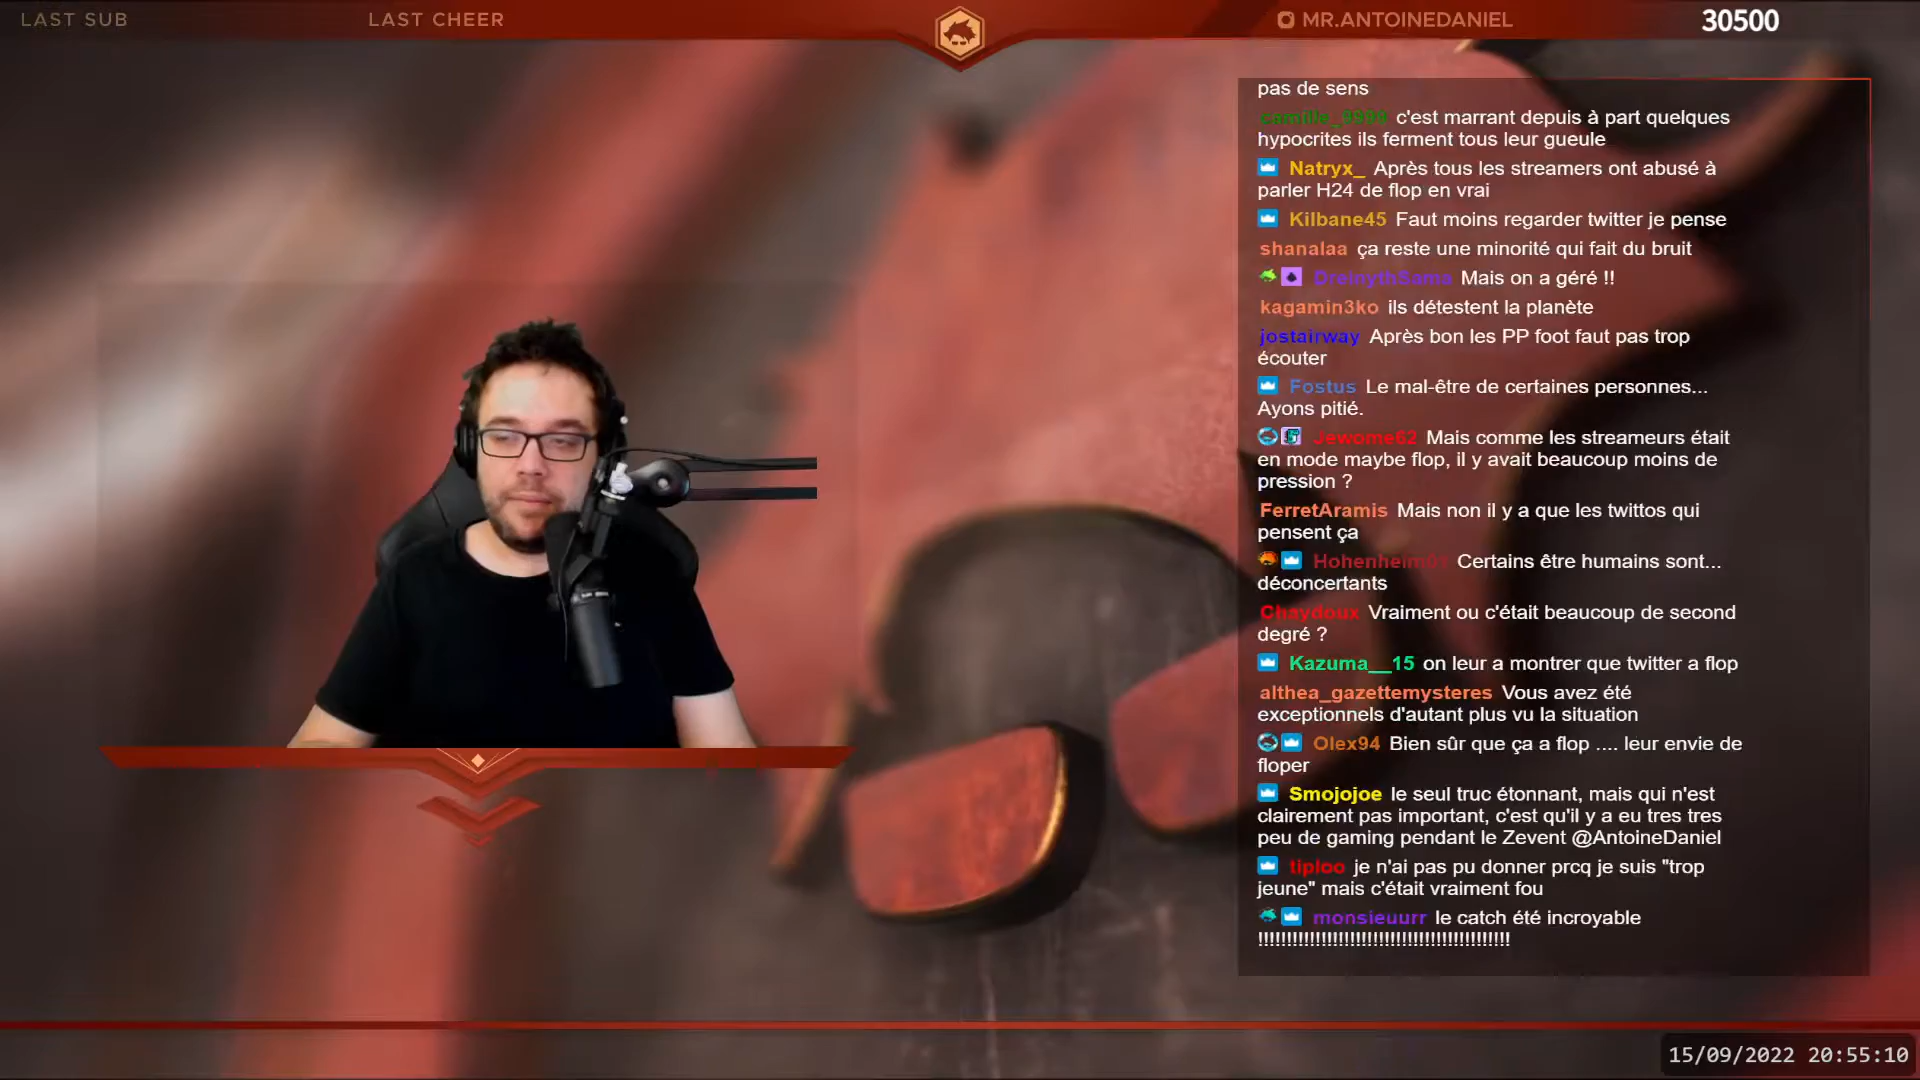 LAST SUB
LAST CHEER
MR.ANTOINEDANIEL
30500
pas de sens
camille_8999 c'est marrant depuis à part quelques
hypocrites ils ferment tous leur gueule
Natryx_ Après tous les streamers ont abusé à
parler H24 de flop en vrai
Kilbane45 Faut moins regarder twitter je pense
shanalaa ça reste une minorité qui fait du bruit
DreinythSama Mais on a géré !!
kagamin3ko ils détestent la planète
jostairway Après bon les PP foot faut pas trop
écouter
Fostus Le mal-être de certaines personnes...
Ayons pitié.
Jewome62 Mais comme les streameurs était
en mode maybe flop, il y avait beaucoup moins de
pression ?
FerretAramis Mais non il y a que les twittos qui
pensent ça
Certains être humains sont...
déconcertants
Chaydoux Vraiment ou c'était beaucoup de second
degré ?
Kazuma__15 on leur a montrer que twitter a flop
althea_gazettemysteres Vous avez été
exceptionnels d'autant plus vu la situation
Olex94 Bien sûr que ça a flop .... leur envie de
floper
Smojojoe le seul truc étonnant, mais qui n'est
clairement pas important, c'est qu'il y a eu tres tres
peu de gaming pendant le Zevent @AntoineDaniel
tiploo je n'ai pas pu donner prcq je suis "trop
jeune" mais c'était vraiment fou
monsieuurr le catch été incroyable
!!!!!!!!!!!!!!!!!!!!!!!!!!!!!!!!!!!!!!!!!!!!
15/09/2022 20:55:10